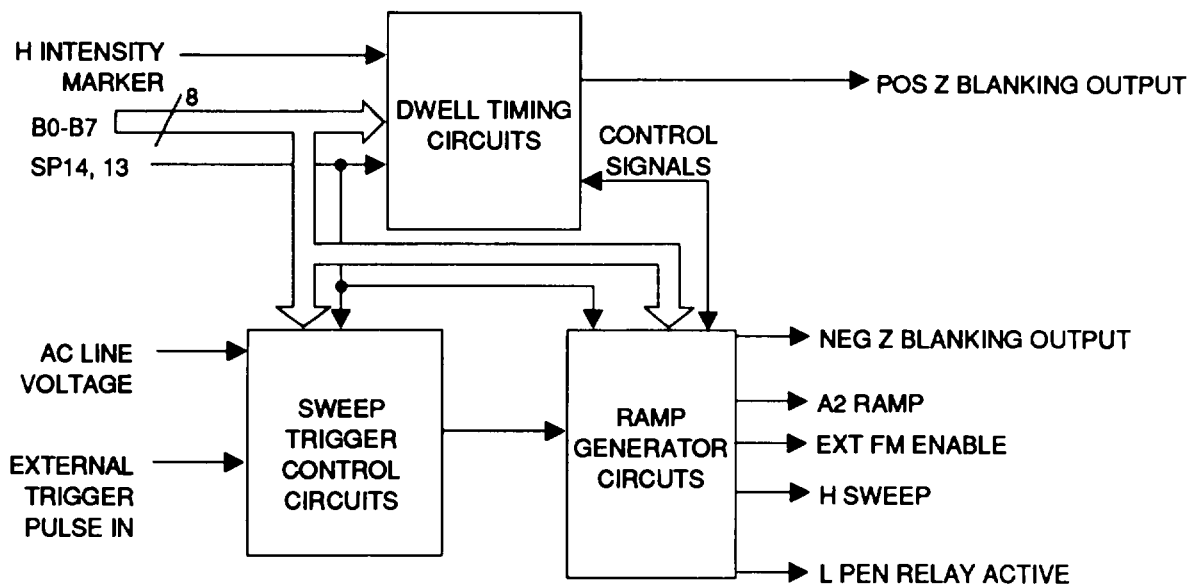 H INTENSITY
MARKER
8
B0-B7
SP14, 13
DWELL TIMING
CIRCUITS
POS Z BLANKING OUTPUT
CONTROL
SIGNALS
AC LINE
VOLTAGE
EXTERNAL
TRIGGER
PULSE IN
SWEEP
TRIGGER
CONTROL
CIRCUITS
RAMP
GENERATOR
CIRCUTS
NEG Z BLANKING OUTPUT
A2 RAMP
EXT FM ENABLE
H SWEEP
L PEN RELAY ACTIVE